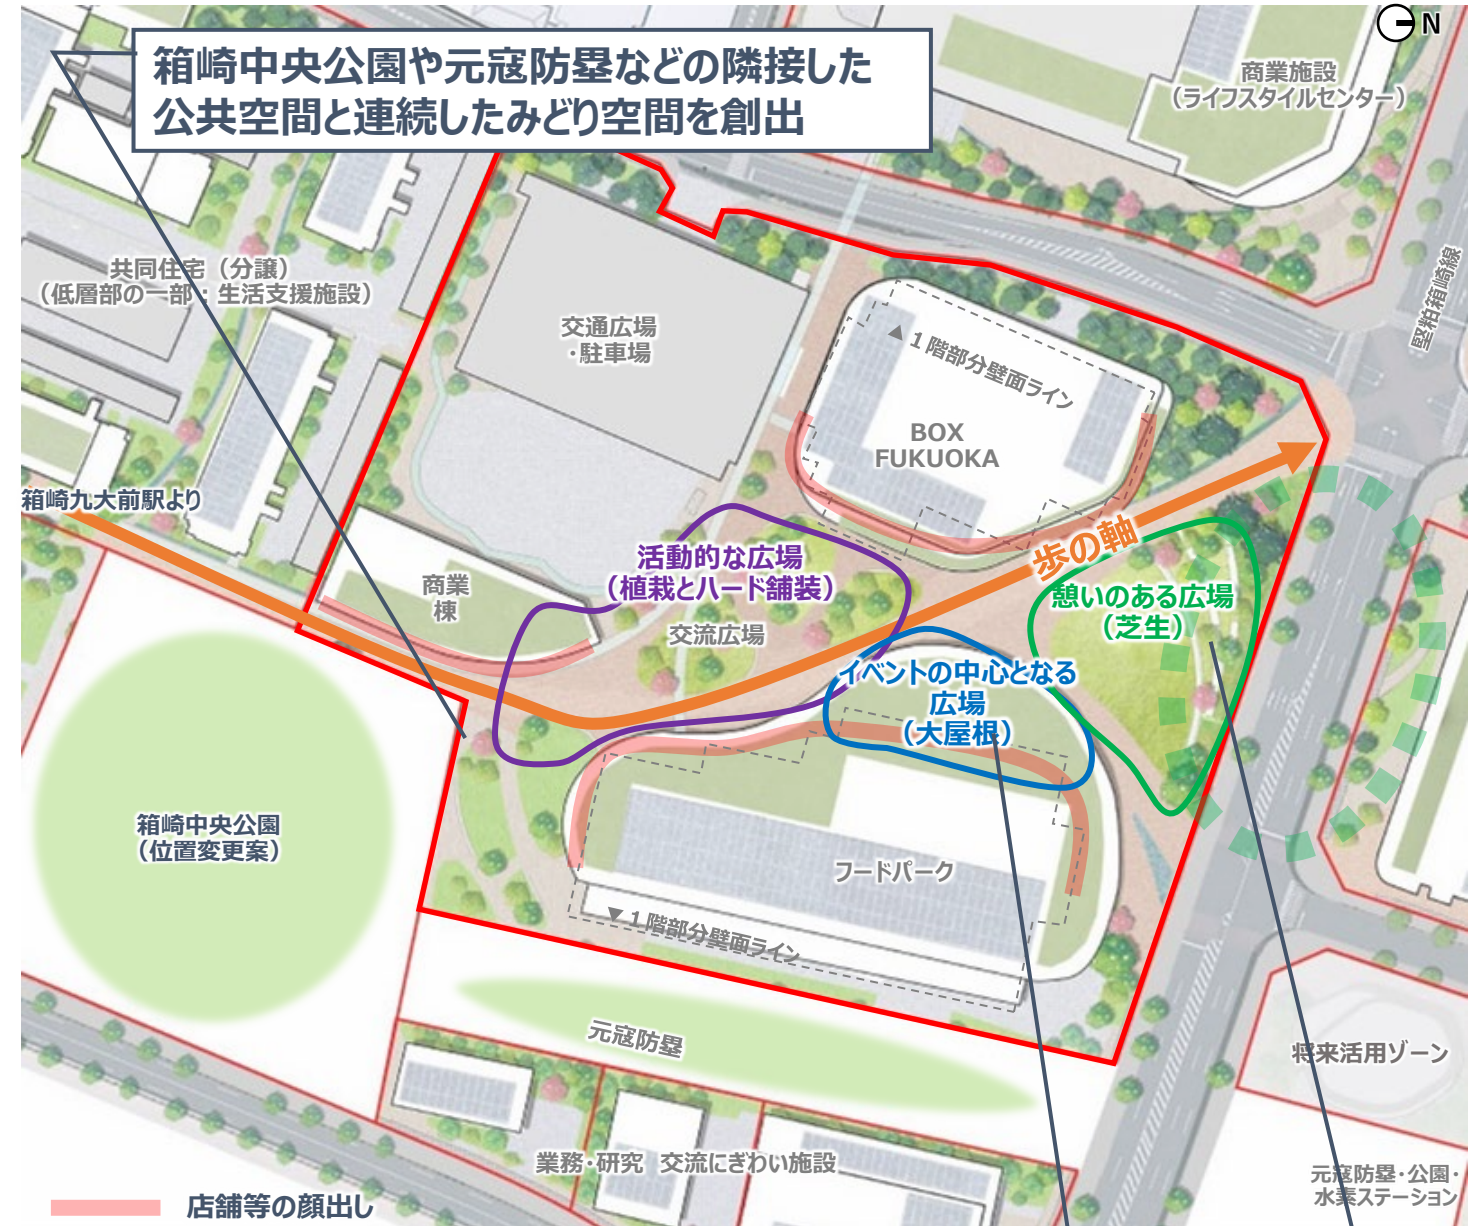 箱崎中央公園や元寇防塁などの隣接した
公共空間と連続したみどり空間を創出
N
商業施設
（ライフスタイルセンター）
堅粕箱崎線
共同住宅（分譲）
（低層部の一部：生活支援施設）
交通広場
・駐車場
▲１階部分壁面ライン
BOX
FUKUOKA
箱崎九大前駅より
歩の軸
活動的な広場
（植栽とハード舗装）
商業
棟
交流広場
憩いのある広場
（芝生）
イベントの中心となる
広場
（大屋根）
箱崎中央公園
（位置変更案）
フードパーク
▼１階部分壁面ライン
元寇防塁
将来活用ゾーン
業務・研究 交流にぎわい施設
元寇防塁・公園・
水素ステーション
店舗等の顔出し